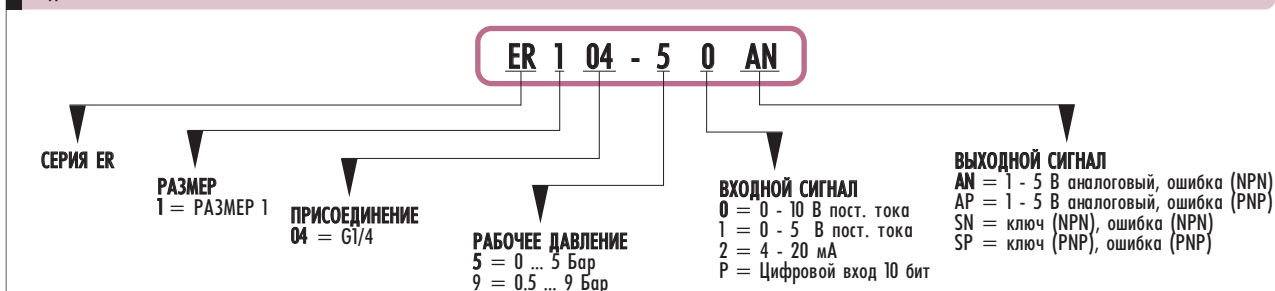 ER 1 04 - 5 0 AN
СЕРИЯ ER
РАЗМЕР
1 = РАЗМЕР 1
ПРИСОЕДИНЕНИЕ
04 = G1/4
РАБОЧЕЕ ДАВЛЕНИЕ
5 = 0 ... 5 Бар
9 = 0.5 ... 9 Бар
ВХОДНОЙ СИГНАЛ
0 = 0 - 10 В пост. тока
1 = 0 - 5 В пост. тока
2 = 4 - 20 мА
P = Цифровой вход 10 бит
ВЫХОДНОЙ СИГНАЛ
AN = 1 - 5 В аналоговый, ошибка (NPN)
AP = 1 - 5 В аналоговый, ошибка (PNP)
SN = ключ (NPN), ошибка (NPN)
SP = ключ (PNP), ошибка (PNP)